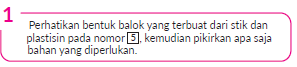 1
Perhatikan bentuk balok yang terbuat dari stik dan
plastisin pada nomor 5, kemudian pikirkan apa saja
bahan yang diperlukan.